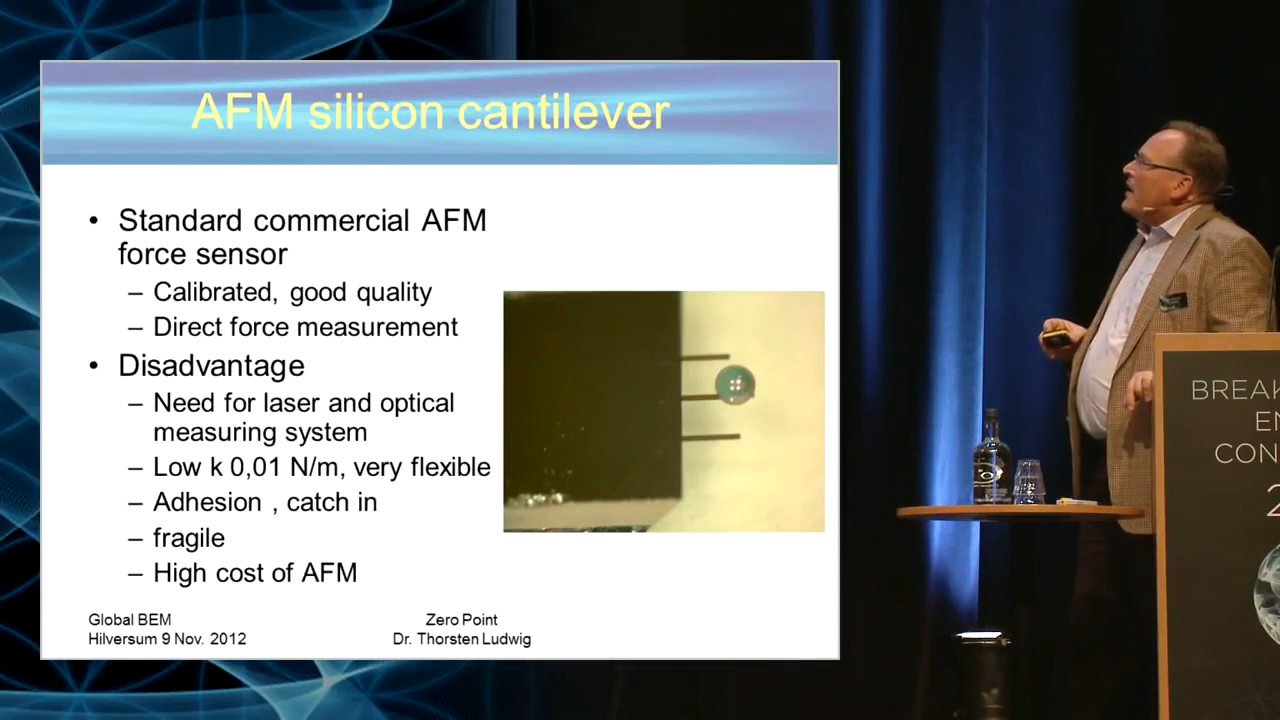 AFM silicon cantilever
• Standard commercial AFM
force sensor
– Calibrated, good quality
– Direct force measurement
• Disadvantage
– Need for laser and optical
measuring system
– Low k 0,01 N/m, very flexible
– Adhesion , catch in
– fragile
– High cost of AFM
Global BEM
Hilversum 9 Nov. 2012
Zero Point
Dr. Thorsten Ludwig
BREAK
EN
CON
2